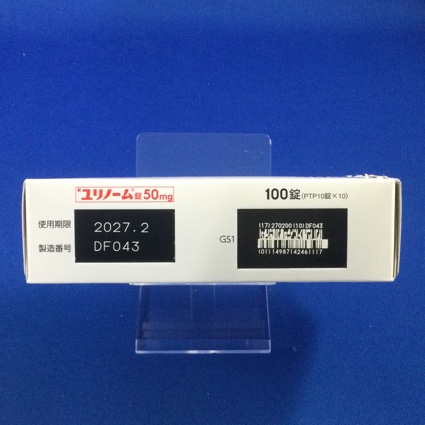 ユリノーム®錠50mg
100錠(PTP10錠×10)
使用期限 2027.2
製造番号 DF043
GS1
(17)270200(10)DF043
(01)14987142461117